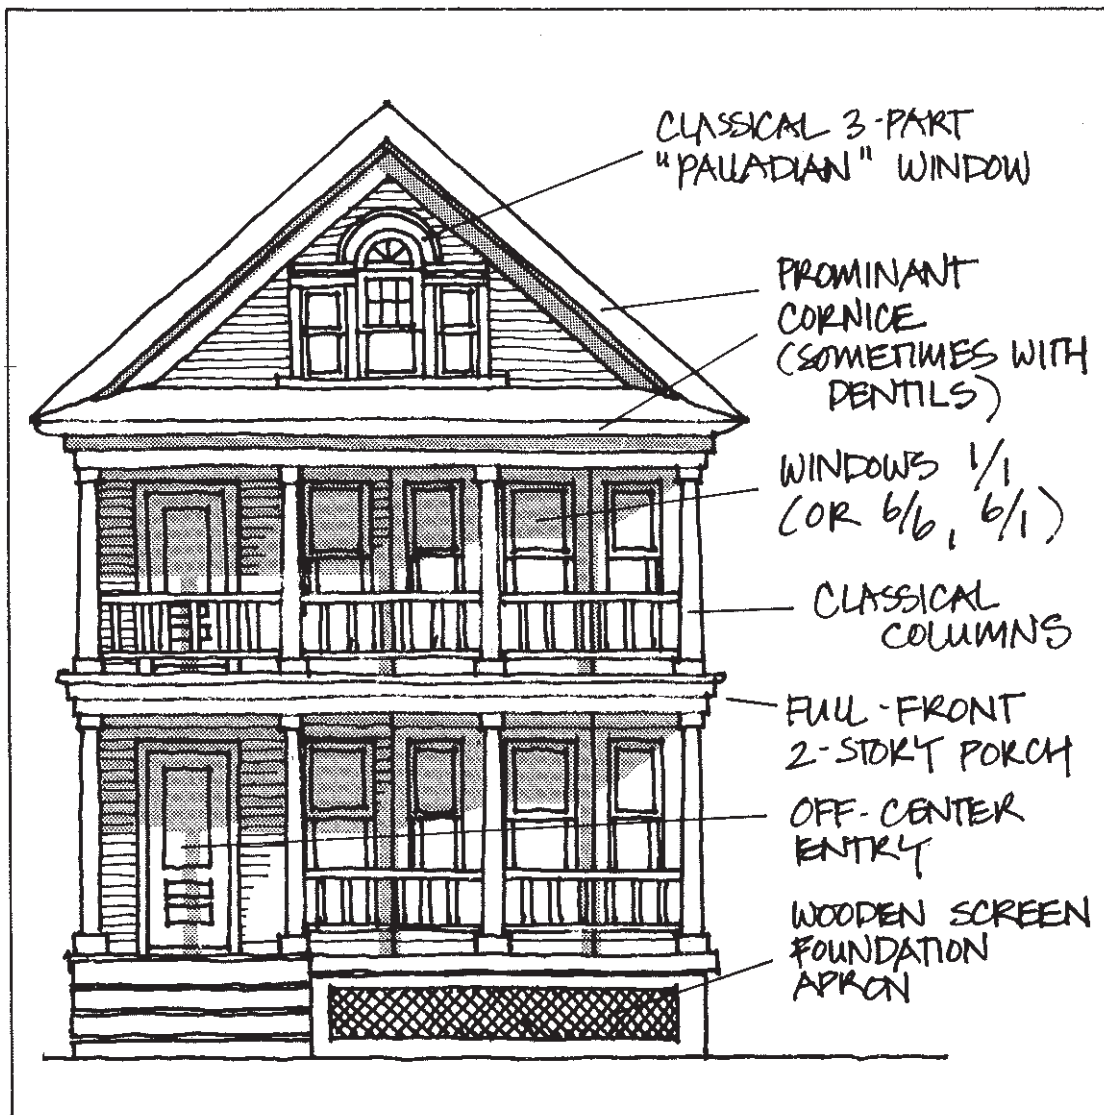 CLASSICAL 3-PART
"PALLADIAN" WINDOW
PROMINANT
CORNICE
(SOMETIMES WITH
DENTILS)
WINDOWS 1/1
(OR 6/6, 6/1)
CLASSICAL
COLUMNS
FULL-FRONT
2-STORY PORCH
OFF-CENTER
ENTRY
WOODEN SCREEN
FOUNDATION
APRON